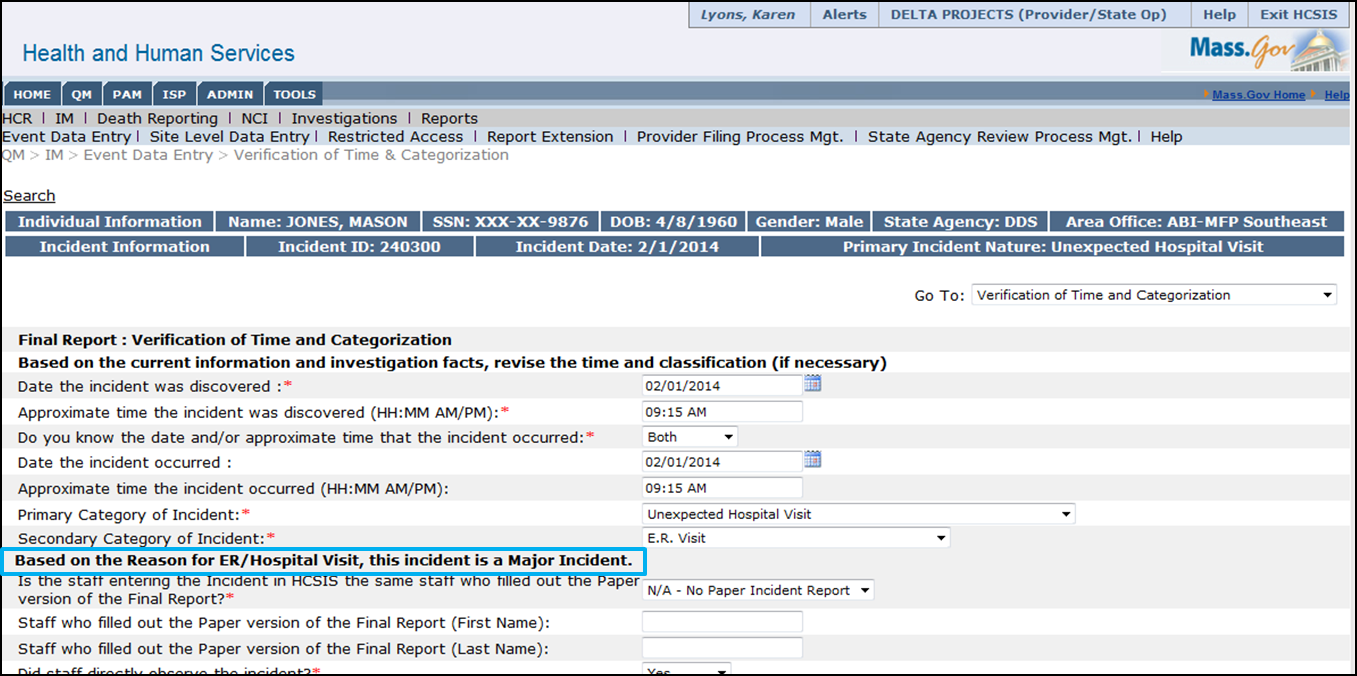 Lyons, Karen Alerts DELTA PROJECTS (Provider/State Op) Help Exit HCSIS
Health and Human Services
Mass.Gov
HOME QM PAM ISP ADMIN TOOLS
Mass.Gov Home Help
HCR | IM | Death Reporting | NCI | Investigations | Reports
Event Data Entry | Site Level Data Entry | Restricted Access | Report Extension | Provider Filing Process Mgt. | State Agency Review Process Mgt. | Help
QM > IM > Event Data Entry > Verification of Time & Categorization
Search
Individual Information Name: JONES, MASON SSN: XXX-XX-9876 DOB: 4/8/1960 Gender: Male State Agency: DDS Area Office: ABI-MFP Southeast
Incident Information Incident ID: 240300 Incident Date: 2/1/2014 Primary Incident Nature: Unexpected Hospital Visit
Go To: Verification of Time and Categorization
Final Report : Verification of Time and Categorization
Based on the current information and investigation facts, revise the time and classification (if necessary)
Date the incident was discovered :* 02/01/2014
Approximate time the incident was discovered (HH:MM AM/PM):* 09:15 AM
Do you know the date and/or approximate time that the incident occurred:* Both
Date the incident occurred : 02/01/2014
Approximate time the incident occurred (HH:MM AM/PM): 09:15 AM
Primary Category of Incident:* Unexpected Hospital Visit
Secondary Category of Incident:* E.R. Visit
Based on the Reason for ER/Hospital Visit, this incident is a Major Incident.
Is the staff entering the Incident in HCSIS the same staff who filled out the Paper
version of the Final Report?* N/A - No Paper Incident Report
Staff who filled out the Paper version of the Final Report (First Name):
Staff who filled out the Paper version of the Final Report (Last Name):
Did staff directly observe the incident?* Yes